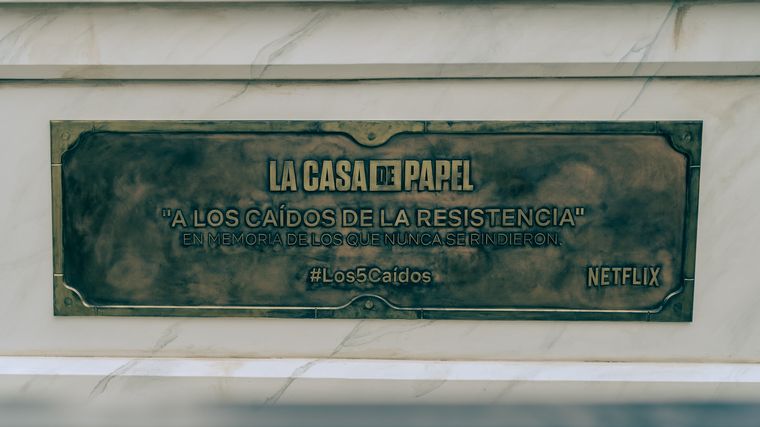 LA CASA DE PAPEL
"A LOS CAÍDOS DE LA RESISTENCIA"
EN MEMORIA DE LOS QUE NUNCA SE RINDIERON.
#Los5Caídos
NETFLIX